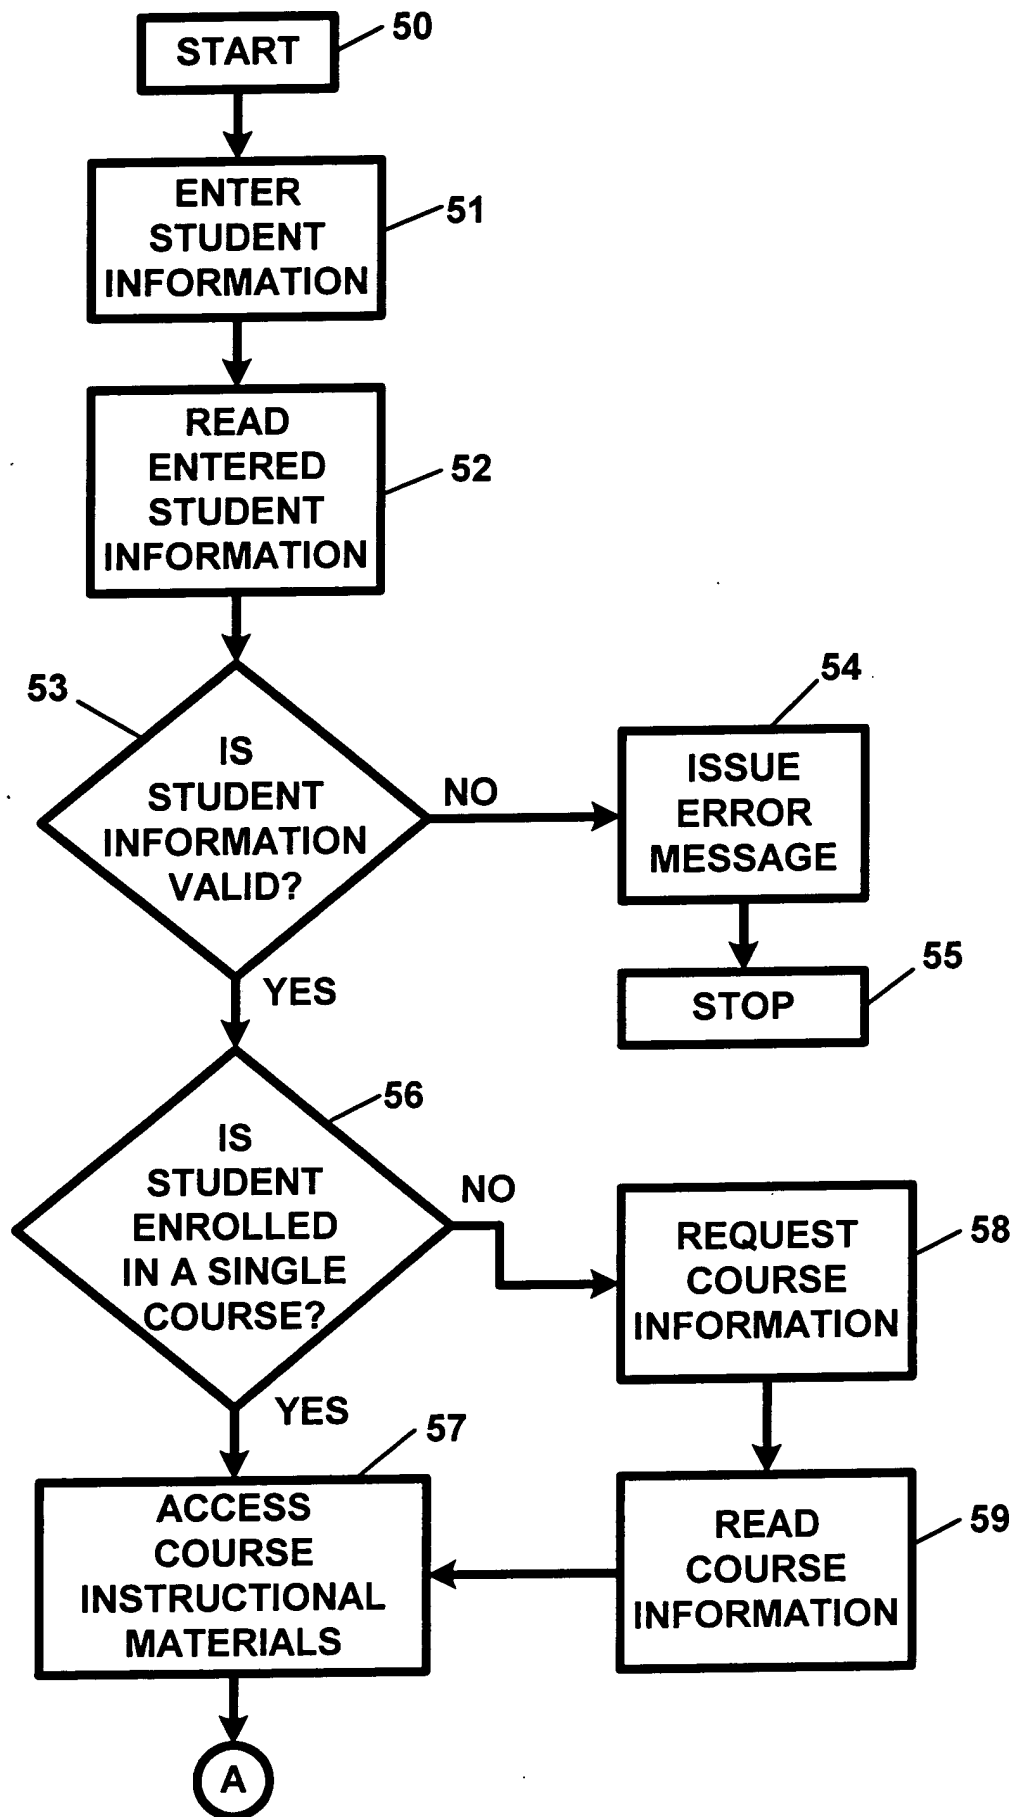 START
50
ENTER
STUDENT
INFORMATION
51
READ
ENTERED
STUDENT
INFORMATION
52
53
IS
STUDENT
INFORMATION
VALID?
NO
54
ISSUE
ERROR
MESSAGE
55
STOP
YES
56
IS
STUDENT
ENROLLED
IN A SINGLE
COURSE?
NO
58
REQUEST
COURSE
INFORMATION
YES
57
ACCESS
COURSE
INSTRUCTIONAL
MATERIALS
59
READ
COURSE
INFORMATION
A